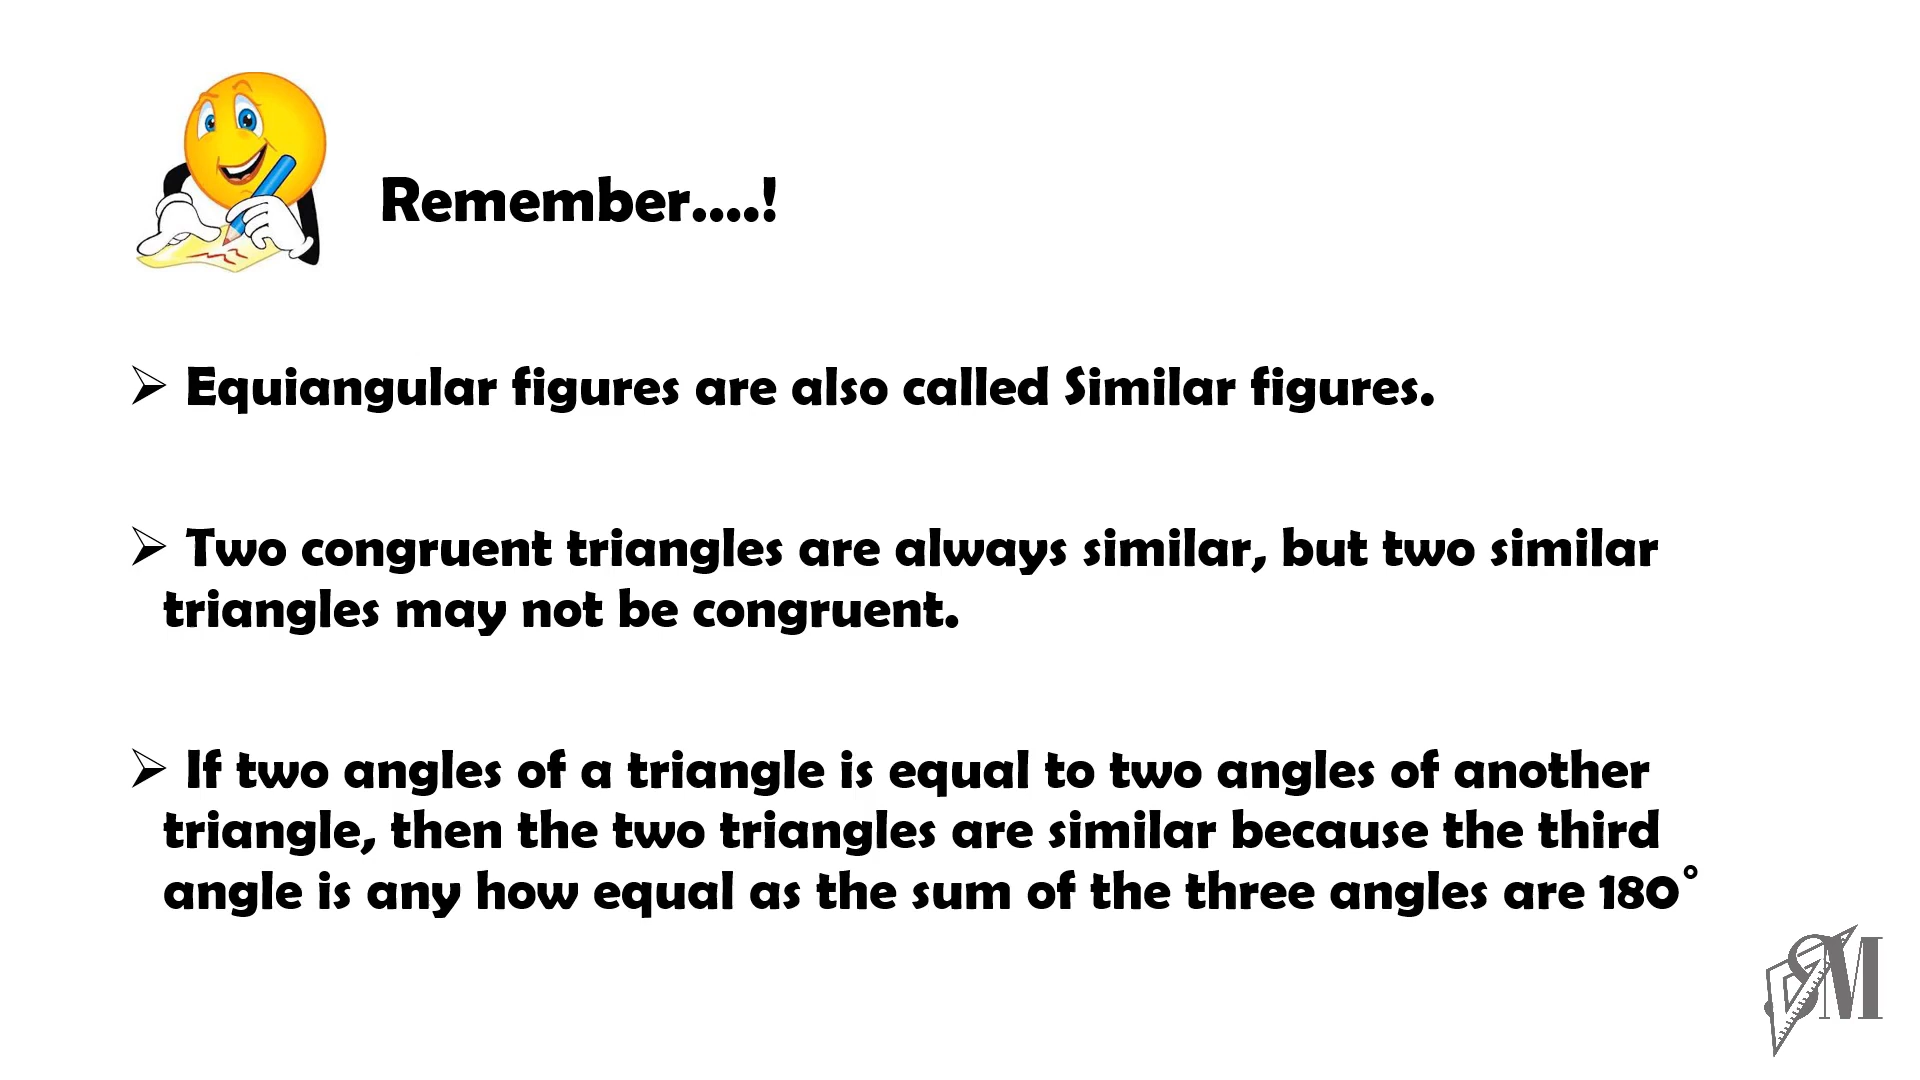 Remember....!
➢ Equiangular figures are also called Similar figures.
➢ Two congruent triangles are always similar, but two similar
triangles may not be congruent.
➢ If two angles of a triangle is equal to two angles of another
triangle, then the two triangles are similar because the third
angle is any how equal as the sum of the three angles are 180°
SM